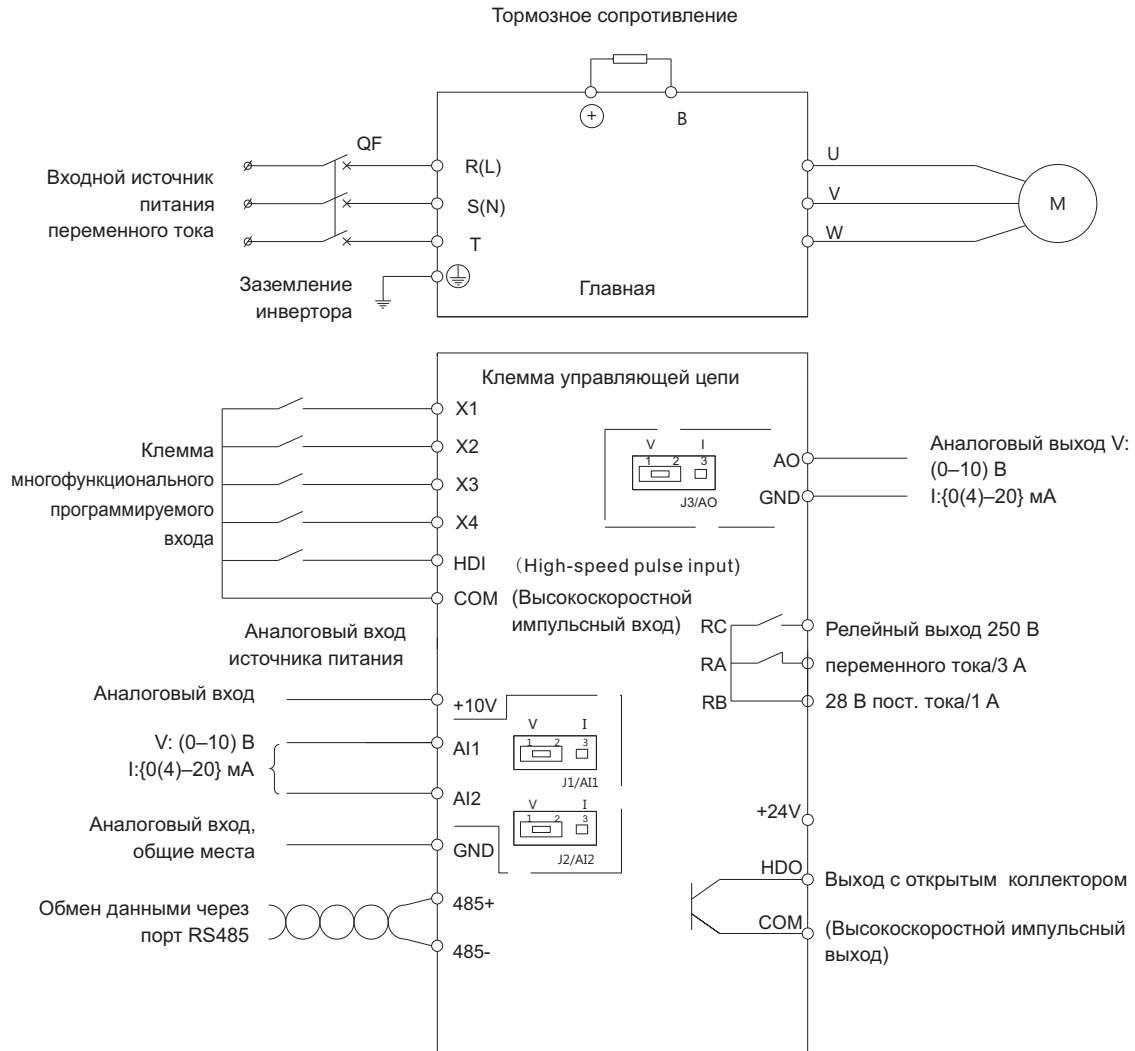 Тормозное сопротивление
+
B
QF
R(L)
S(N)
T
Входной источник
питания
переменного тока
Заземление
инвертора
Главная
U
V
W
M
Клемма управляющей цепи
X1
X2
X3
X4
HDI
COM
Клемма
многофункционального
программируемого
входа
(High-speed pulse input)
(Высокоскоростной
импульсный вход)
V I
1 2 3
J3/AO
AO
GND
Аналоговый выход V:
(0–10) В
I:{0(4)–20} мА
RC
RA
RB
Релейный выход 250 В
переменного тока/3 А
28 В пост. тока/1 А
Аналоговый вход
источника питания
Аналоговый вход
V: (0–10) В
I:{0(4)–20} мА
Аналоговый вход,
общие места
+10V
AI1
AI2
GND
V I
1 2 3
J1/AI1
V I
1 2 3
J2/AI2
Обмен данными через
порт RS485
485+
485-
+24V
HDO
COM
Выход с открытым коллектором
(Высокоскоростной импульсный
выход)